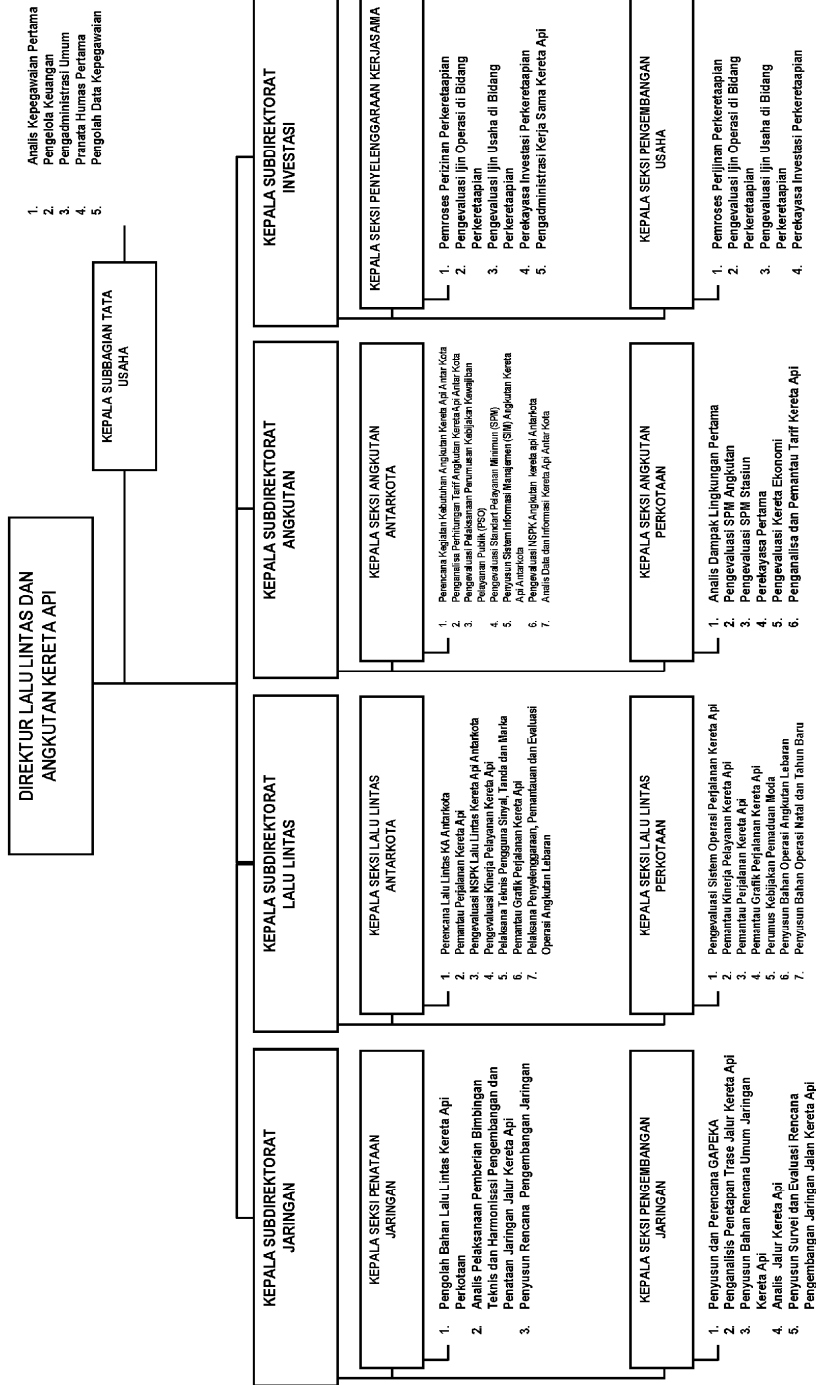 DIREKTUR LALU LINTAS DAN
ANGKUTAN KERETA API
KEPALA SUBBAGIAN TATA
USAHA
1. Analis Kepegawaian Pertama
2. Pengelola Keuangan
3. Pengadministrasi Umum
4. Pranata Humas Pertama
5. Pengolah Data Kepegawaian
KEPALA SUBDIREKTORAT
JARINGAN
KEPALA SEKSI PENATAAN
JARINGAN
1. Pengolah Bahan Lalu Lintas Kereta Api
Perkotaan
2. Analis Pelaksanaan Pemberian Bimbingan
Teknis dan Harmonisasi Pengembangan dan
Penataan Jaringan Jalur Kereta Api
3. Penyusun Rencana Pengembangan Jaringan
KEPALA SEKSI PENGEMBANGAN
JARINGAN
1. Penyusun dan Perencana GAPEKA
2. Penganalisis Penetapan Trase Jalur Kereta Api
3. Penyusun Bahan Rencana Umum Jaringan
Kereta Api
4. Analis Jalur Kereta Api
5. Penyusun Survei dan Evaluasi Rencana
Pengembangan Jaringan Jalan Kereta Api
KEPALA SUBDIREKTORAT
LALU LINTAS
KEPALA SEKSI LALU LINTAS
ANTARKOTA
1. Perencana Lalu Lintas KA Antarkota
2. Pemantau Perjalanan Kereta Api
3. Pengevaluasi NSPK Lalu Lintas Kereta Api Antarkota
4. Pengevaluasi Kinerja Pelayanan Kereta Api
5. Pelaksana Teknis Pengguna Sinyal, Tanda dan Marka
6. Pemantau Grafik Perjalanan Kereta Api
7. Pelaksana Penyelenggaraan, Pemantauan dan Evaluasi
Operasi Angkutan Lebaran
KEPALA SEKSI LALU LINTAS
PERKOTAAN
1. Pengevaluasi Sistem Operasi Perjalanan Kereta Api
2. Pemantau Kinerja Pelayanan Kereta Api
3. Pemantau Perjalanan Kereta Api
4. Pemantau Grafik Perjalanan Kereta Api
5. Perumus Kebijakan Pemaduan Moda
6. Penyusun Bahan Operasi Angkutan Lebaran
7. Penyusun Bahan Operasi Natal dan Tahun Baru
KEPALA SUBDIREKTORAT
ANGKUTAN
KEPALA SEKSI ANGKUTAN
ANTARKOTA
1. Perencana Kegiatan Kebutuhan Angkutan Kereta Api Antar Kota
2. Penganalisa Perhitungan Tarif Angkutan Kereta Api Antar Kota
3. Pengevaluasi Pelaksanaan Perumusan Kebijakan Kewajiban
Pelayanan Publik (PSO)
4. Pengevaluasi Standart Pelayanan Minimun (SPM)
5. Penyusun Sistem Informasi Manajemen (SIM) Angkutan Kereta
Api Antarkota
6. Pengevaluasi NSPK Angkutan kereta api Antarkota
7. Analis Data dan Informasi Kereta Api Antar Kota
KEPALA SEKSI ANGKUTAN
PERKOTAAN
1. Analis Dampak Lingkungan Pertama
2. Pengevaluasi SPM Angkutan
3. Pengevaluasi SPM Stasiun
4. Perekayasa Pertama
5. Pengevaluasi Kereta Ekonomi
6. Penganalisa dan Pemantau Tarif Kereta Api
KEPALA SUBDIREKTORAT
INVESTASI
KEPALA SEKSI PENYELENGGARAAN KERJASAMA
1. Pemroses Perizinan Perkeretaapian
2. Pengevaluasi Ijin Operasi di Bidang
Perkeretaapian
3. Pengevaluasi Ijin Usaha di Bidang
Perkeretaapian
4. Perekayasa Investasi Perkeretaapian
5. Pengadministrasi Kerja Sama Kereta Api
KEPALA SEKSI PENGEMBANGAN
USAHA
1. Pemroses Perijinan Perkeretaapian
2. Pengevaluasi Ijin Operasi di Bidang
Perkeretaapian
3. Pengevaluasi Ijin Usaha di Bidang
Perkeretaapian
4. Perekayasa Investasi Perkeretaapian